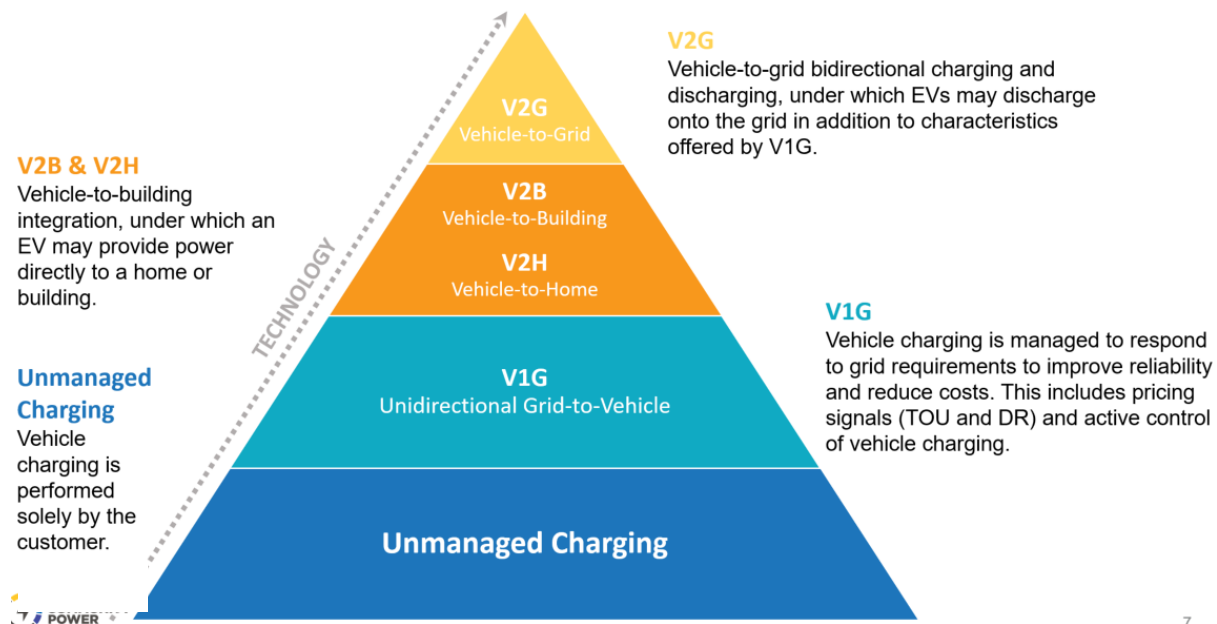 V2G
Vehicle-to-Grid
V2B
Vehicle-to-Building
V2H
Vehicle-to-Home
V1G
Unidirectional Grid-to-Vehicle
Unmanaged Charging
TECHNOLOGY
V2B & V2H
Vehicle-to-building
integration, under which an
EV may provide power
directly to a home or
building.
Unmanaged
Charging
Vehicle
charging is
performed
solely by the
customer.
V2G
Vehicle-to-grid bidirectional charging and
discharging, under which EVs may discharge
onto the grid in addition to characteristics
offered by V1G.
V1G
Vehicle charging is managed to respond
to grid requirements to improve reliability
and reduce costs. This includes pricing
signals (TOU and DR) and active control
of vehicle charging.
POWER
7